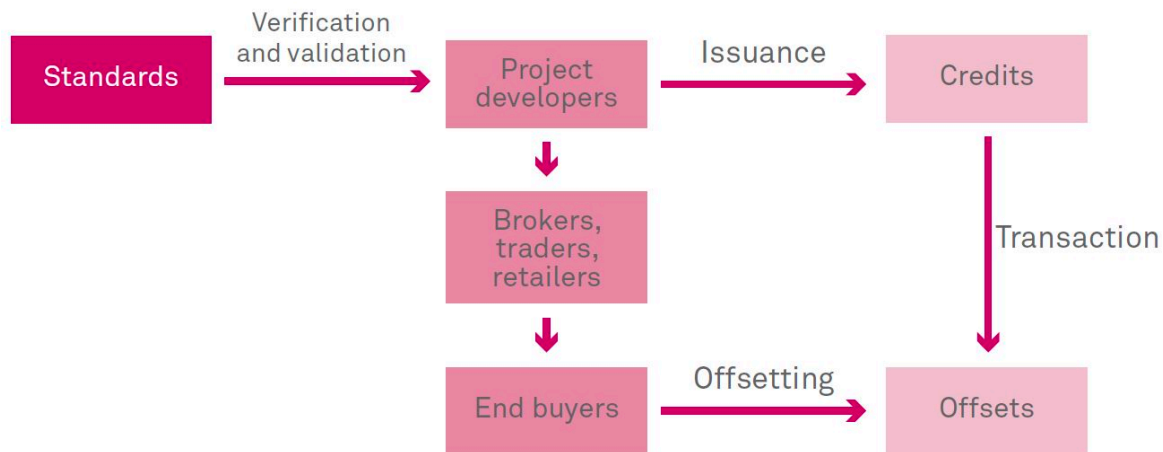 Verification
and validation
Standards
Project
developers
Issuance
Credits
Brokers,
traders,
retailers
Transaction
End buyers
Offsetting
Offsets